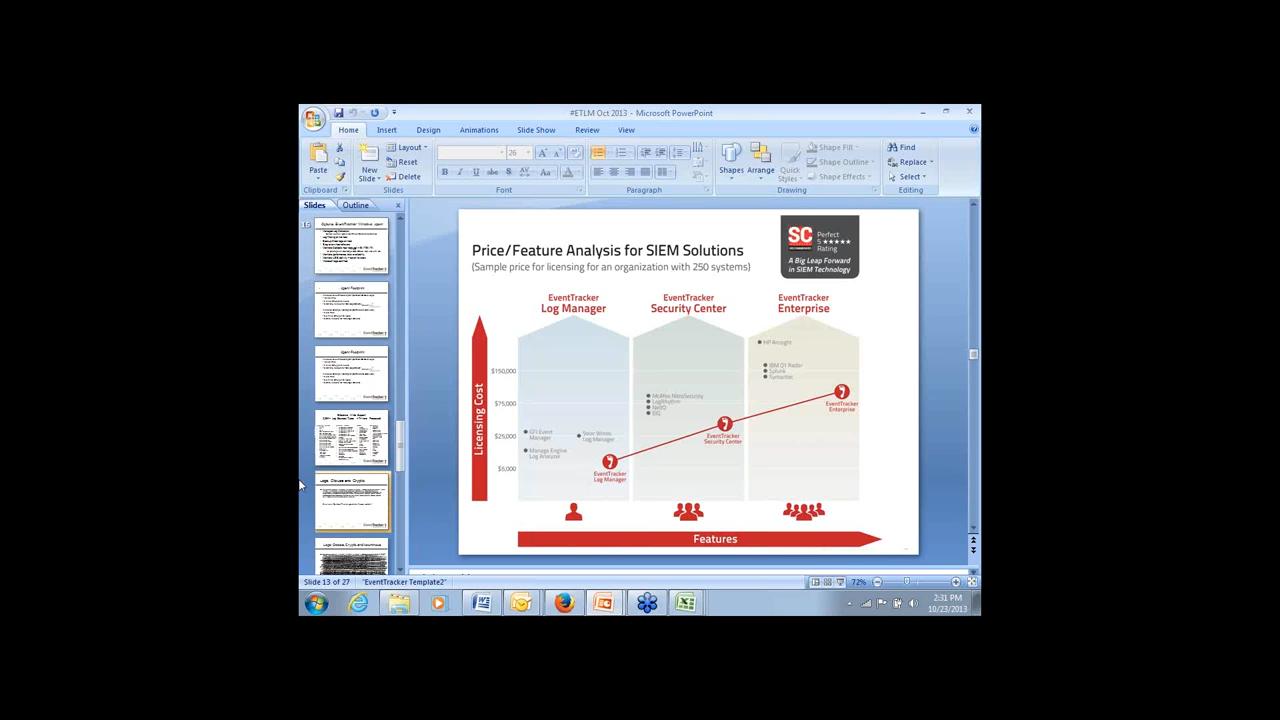 #ETLM Oct 2013 - Microsoft PowerPoint
Home Insert Design Animations Slide Show Review View
Paste
New Slide
Layout
Reset
Delete
26
Shapes
Arrange
Quick Styles
Shape Fill
Shape Outline
Shape Effects
Find
Replace
Select
Clipboard Slides Font Paragraph Drawing Editing
Slides Outline
Price/Feature Analysis for SIEM Solutions
(Sample price for licensing for an organization with 250 systems)
SC
Perfect
5 ★★★★★
Rating
A Big Leap Forward
in SIEM Technology
EventTracker
Log Manager
EventTracker
Security Center
EventTracker
Enterprise
Licensing Cost
$150,000
$75,000
$25,000
$5,000
GFI Event
Manager
Solar Winds
Log Manager
Manage Engine
Log Analyzer
EventTracker
Log Manager
McAfee NitroSecurity
LogRhythm
NetIQ
EventTracker
Security Center
HP Arcsight
IBM Q1 Radar
Splunk
Symantec
EventTracker
Enterprise
Features
Slide 13 of 27
"EventTracker Template2"
72%
2:31 PM
10/23/2013